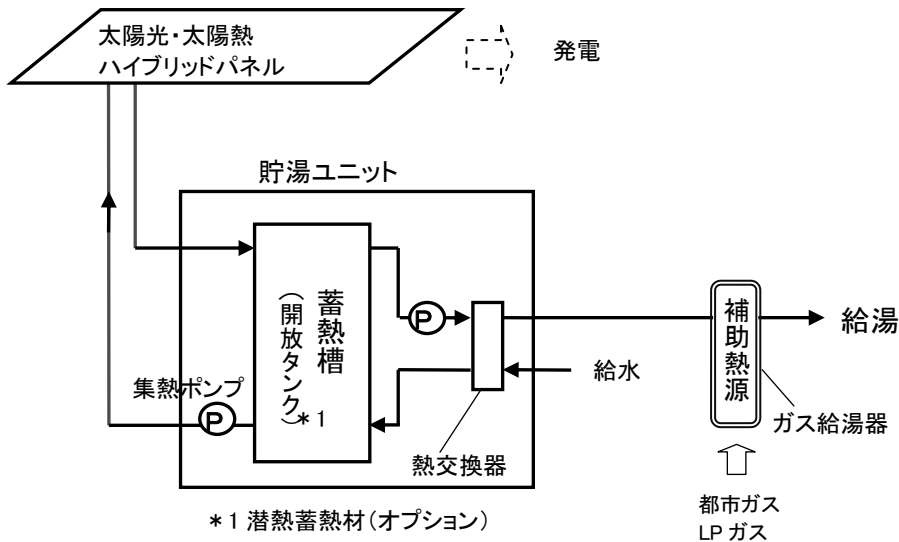 太陽光・太陽熱
ハイブリッドパネル
発電
貯湯ユニット
蓄熱槽
（開放タンク）＊1
P
集熱ポンプ
P
熱交換器
給水
補助熱源
給湯
ガス給湯器
都市ガス
LP ガス
＊1 潜熱蓄熱材（オプション）